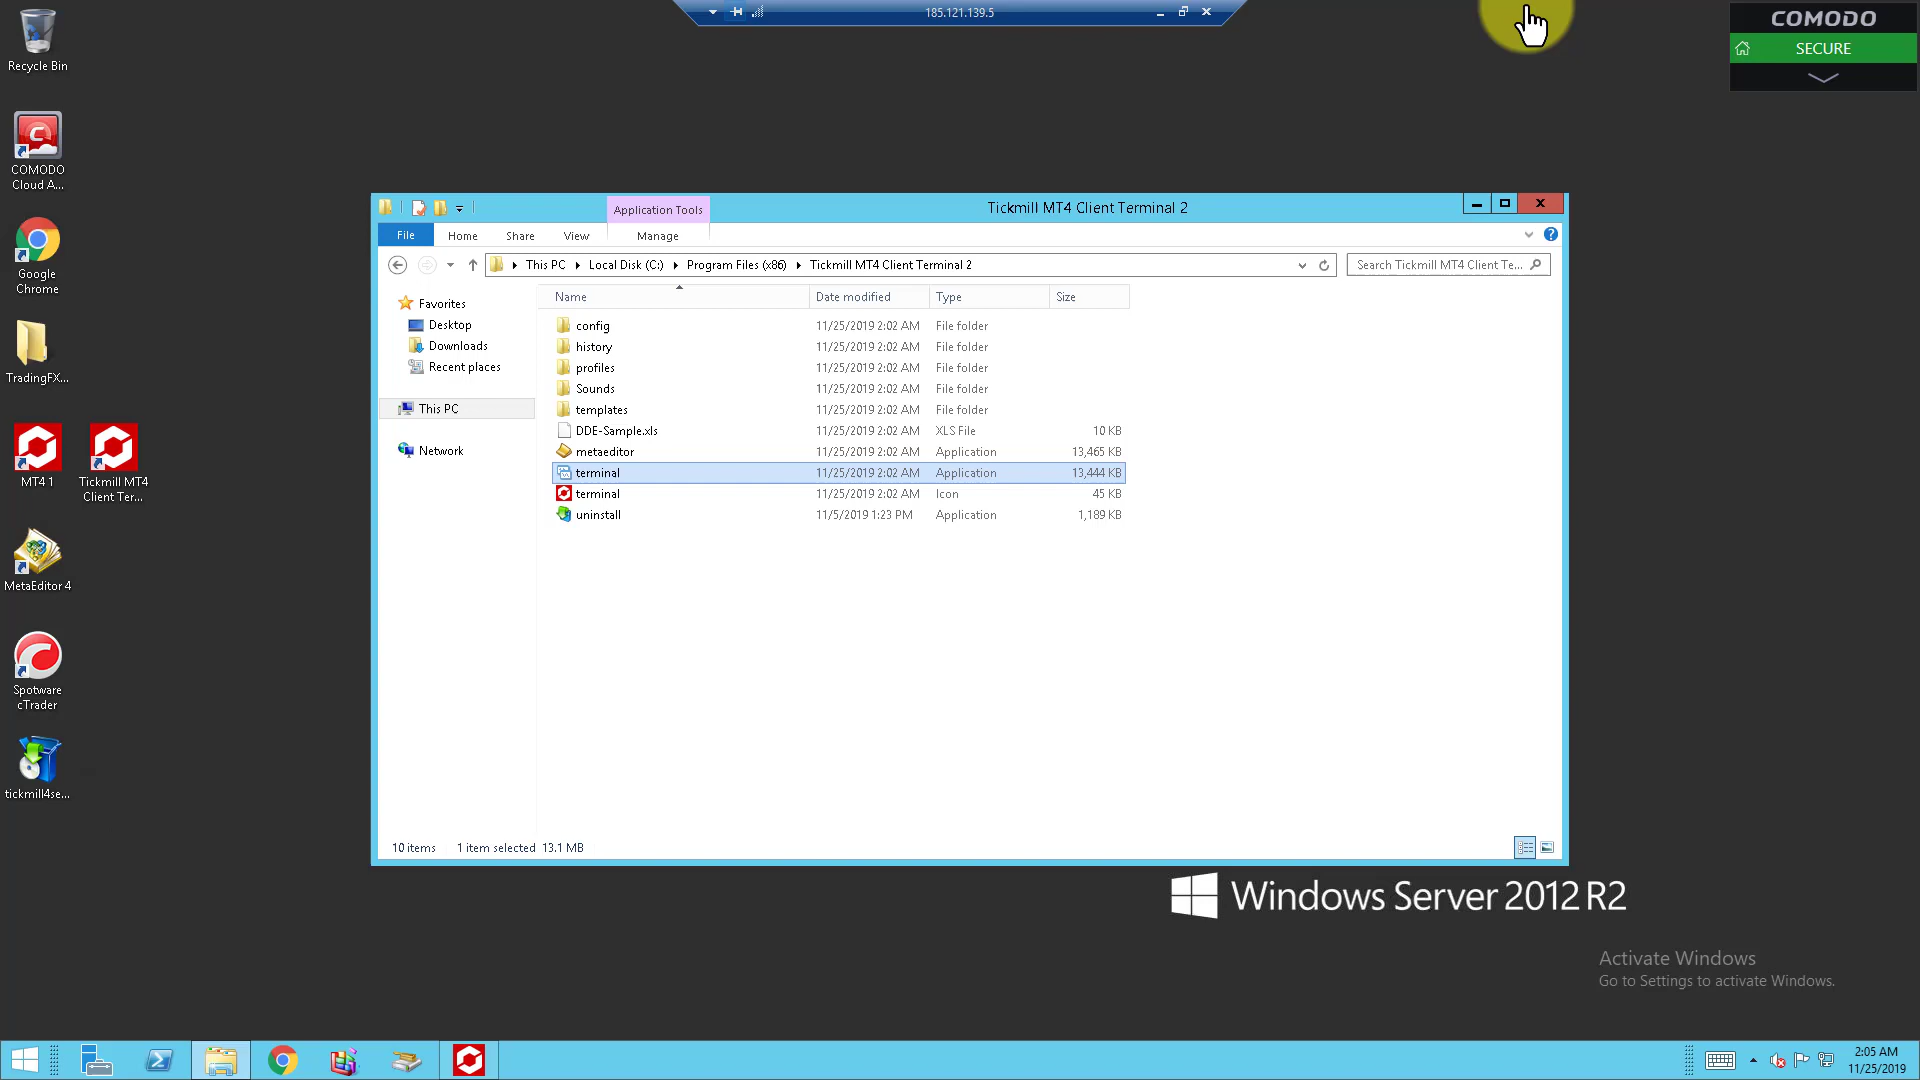 185.121.139.5
COMODO
SECURE
Recycle Bin
COMODO
Cloud A...
Google
Chrome
TradingFX...
MT4 1
Tickmill MT4
Client Ter...
MetaEditor 4
Spotware
cTrader
tickmill4se...
Application Tools
Tickmill MT4 Client Terminal 2
File
Home
Share
View
Manage
This PC
Local Disk (C:)
Program Files (x86)
Tickmill MT4 Client Terminal 2
Search Tickmill MT4 Client Te...
Favorites
Desktop
Downloads
Recent places
This PC
Network
Name Date modified Type Size
config 11/25/2019 2:02 AM File folder
history 11/25/2019 2:02 AM File folder
profiles 11/25/2019 2:02 AM File folder
Sounds 11/25/2019 2:02 AM File folder
templates 11/25/2019 2:02 AM File folder
DDE-Sample.xls 11/25/2019 2:02 AM XLS File 10 KB
metaeditor 11/25/2019 2:02 AM Application 13,465 KB
terminal 11/25/2019 2:02 AM Application 13,444 KB
terminal 11/25/2019 2:02 AM Icon 45 KB
uninstall 11/5/2019 1:23 PM Application 1,189 KB
10 items 1 item selected 13.1 MB
Windows Server 2012 R2
Activate Windows
Go to Settings to activate Windows.
2:05 AM
11/25/2019